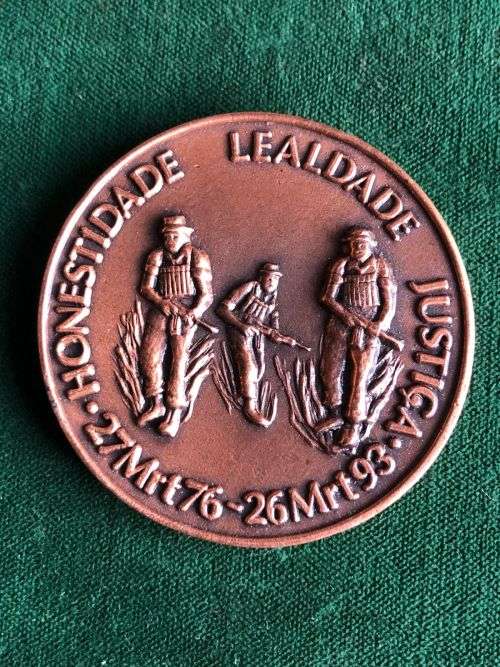 · HONESTIDADE LEALDADE JUSTIÇA ·
27Mrt76-26Mrt93